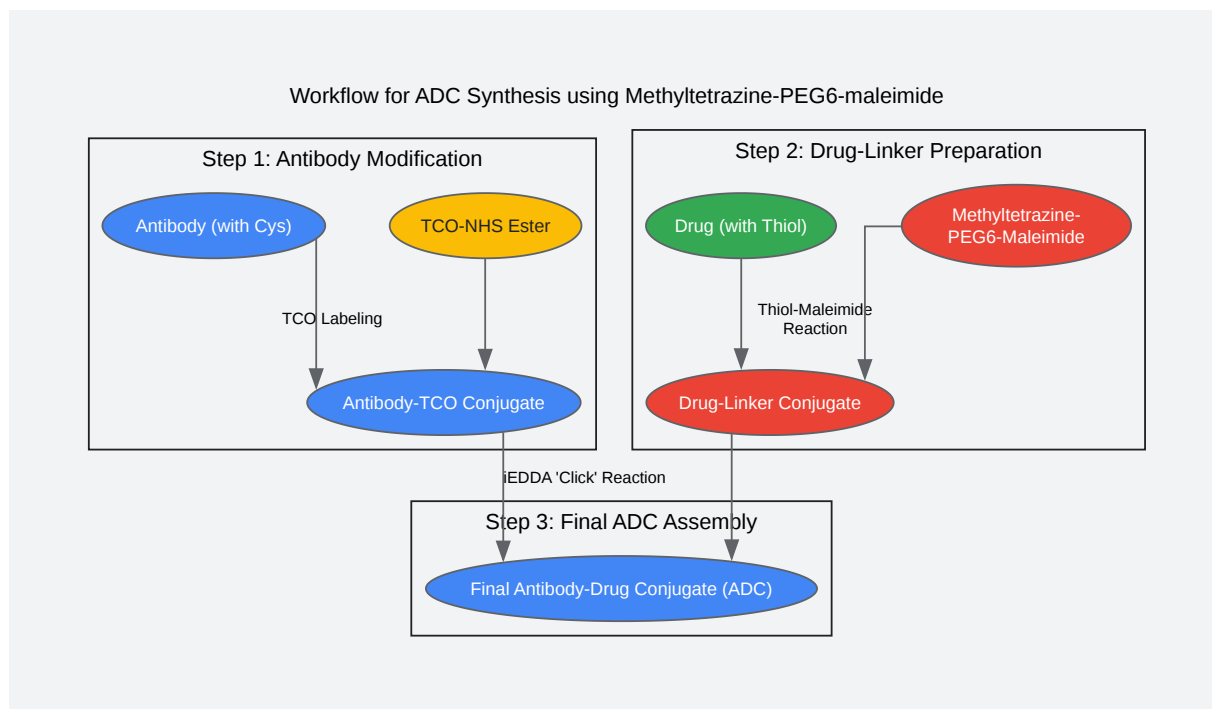 Workflow for ADC Synthesis using Methyltetrazine-PEG6-maleimide
Step 1: Antibody Modification
Antibody (with Cys)
TCO-NHS Ester
TCO Labeling
Antibody-TCO Conjugate
Step 2: Drug-Linker Preparation
Drug (with Thiol)
Methyltetrazine-
PEG6-Maleimide
Thiol-Maleimide
Reaction
Drug-Linker Conjugate
iEDDA 'Click' Reaction
Step 3: Final ADC Assembly
Final Antibody-Drug Conjugate (ADC)